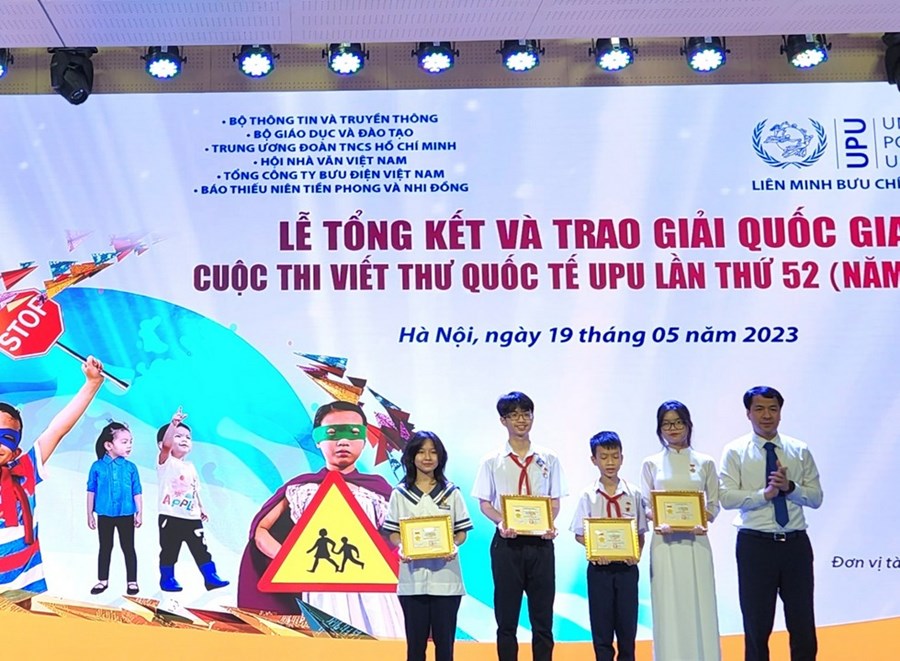 • BỘ THÔNG TIN VÀ TRUYỀN THÔNG
• BỘ GIÁO DỤC VÀ ĐÀO TẠO
• TRUNG ƯƠNG ĐOÀN TNCS HỒ CHÍ MINH
• HỘI NHÀ VĂN VIỆT NAM
• TỔNG CÔNG TY BƯU ĐIỆN VIỆT NAM
• BÁO THIẾU NIÊN TIỀN PHONG VÀ NHI ĐỒNG
UPU
LIÊN MINH BƯU CHÍ
LỄ TỔNG KẾT VÀ TRAO GIẢI QUỐC GIA
CUỘC THI VIẾT THƯ QUỐC TẾ UPU LẦN THỨ 52 (NĂM
Hà Nội, ngày 19 tháng 05 năm 2023
STOP
APPLE
Đơn vị tà